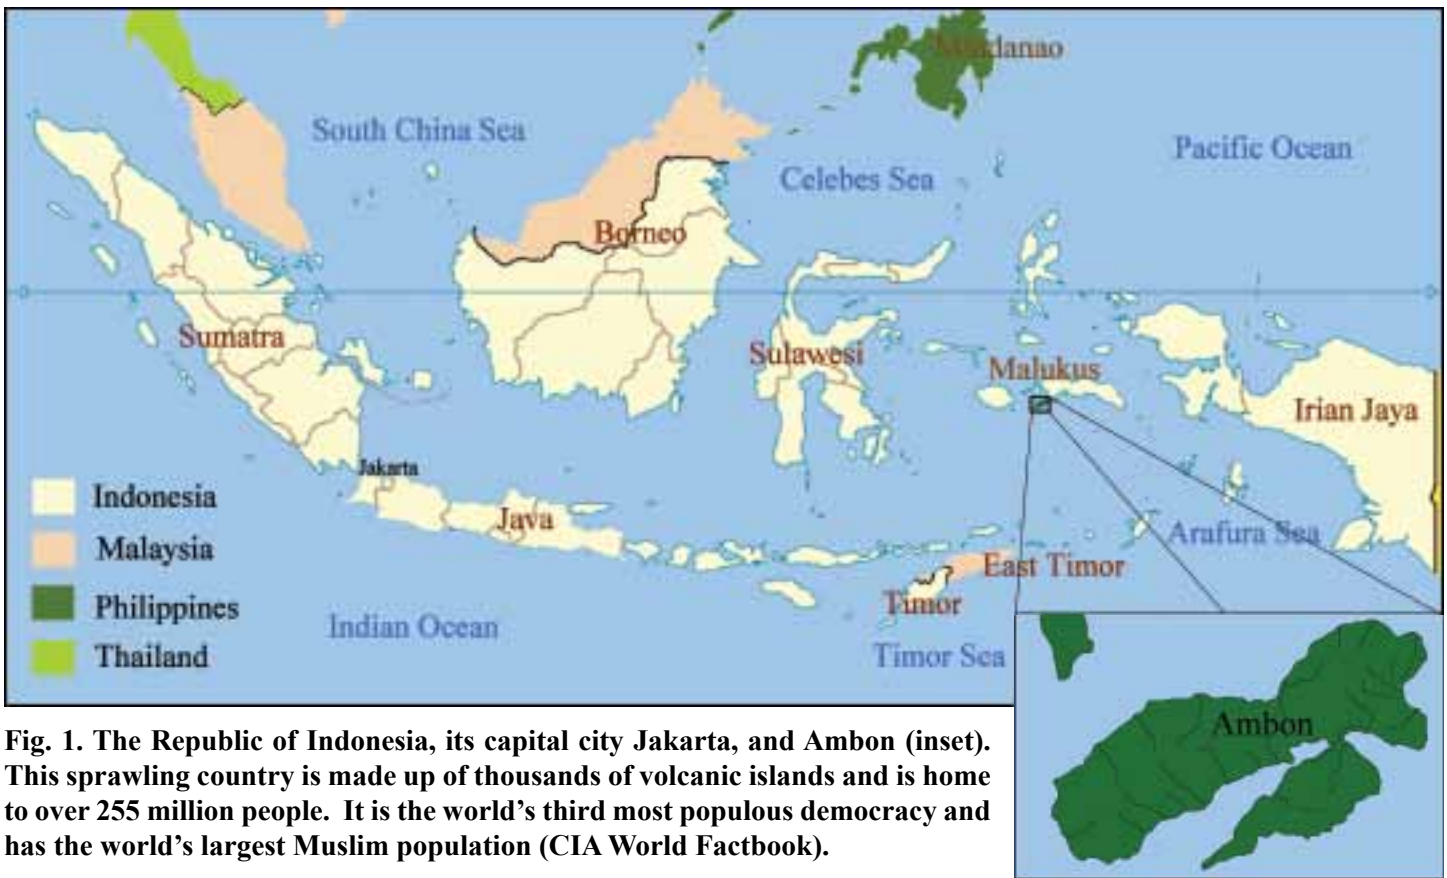 Mindanao
South China Sea
Pacific Ocean
Celebes Sea
Borneo
Sumatra
Sulawesi
Malukus
Irian Jaya
Jakarta
Java
Arafura Sea
East Timor
Timor
Indian Ocean
Timor Sea
Indonesia
Malaysia
Philippines
Thailand
Ambon
Fig. 1. The Republic of Indonesia, its capital city Jakarta, and Ambon (inset).
This sprawling country is made up of thousands of volcanic islands and is home
to over 255 million people. It is the world’s third most populous democracy and
has the world’s largest Muslim population (CIA World Factbook).